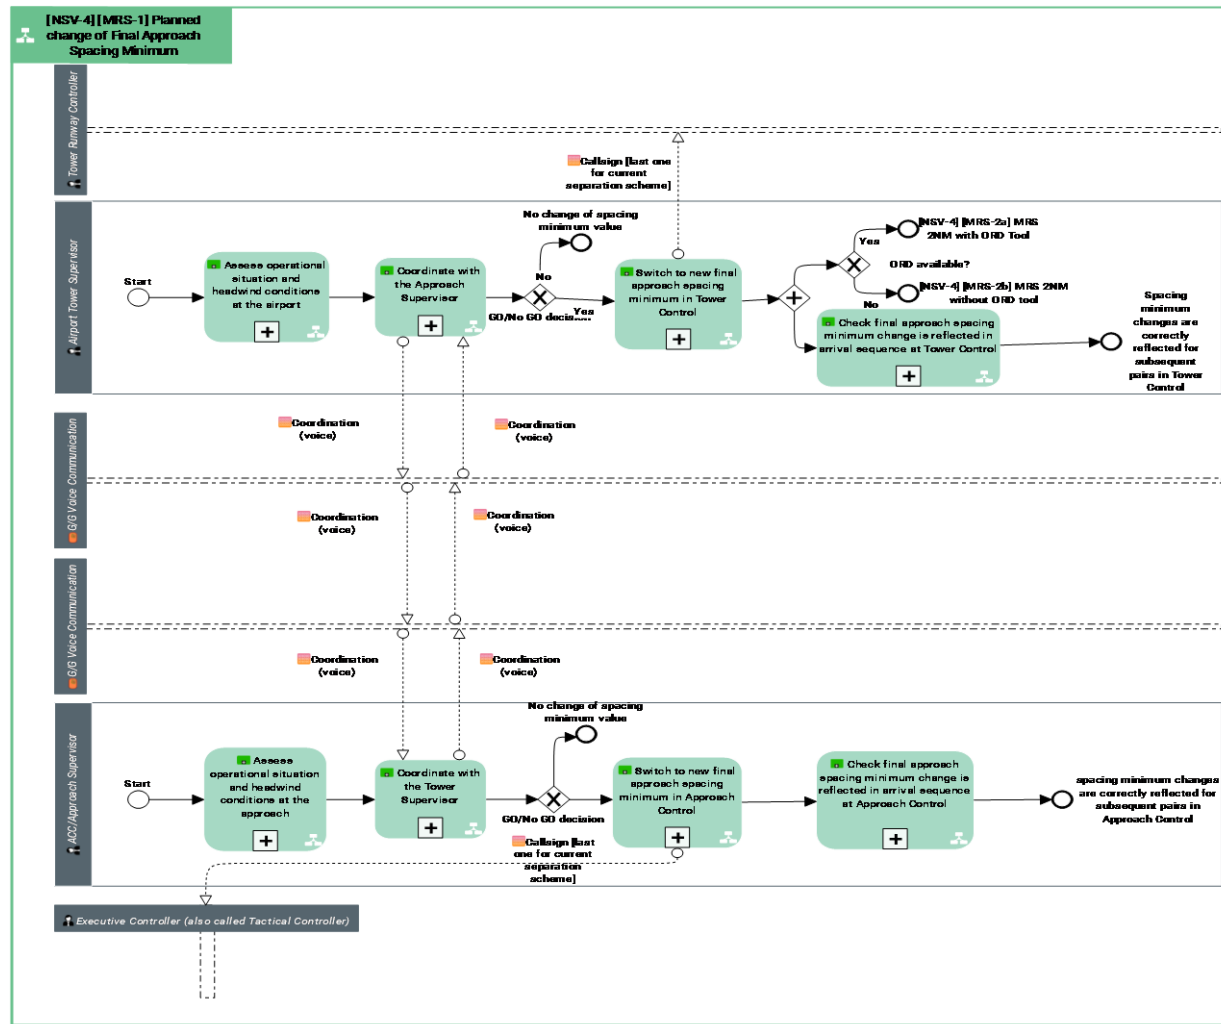 [NSV-4] [MRS-1] Planned
change of Final Approach
Spacing Minimum
Tower Runway Controller
Callsign [last one
for current
separation scheme]
Airport Tower Supervisor
Start
Assess operational
situation and
headwind conditions
at the airport
Coordinate with
the Approach
Supervisor
No change of spacing
minimum value
No
Yes
GO/No GO decision
Switch to new final
approach spacing
minimum in Tower
Control
Yes
[NSV-4] [MRS-2a] MRS
2NM with ORD Tool
ORD available?
No
[NSV-4] [MRS-2b] MRS 2NM
without ORD tool
Check final approach spacing
minimum change is reflected in
arrival sequence at Tower Control
Spacing
minimum
changes are
correctly
reflected for
subsequent
pairs in Tower
Control
G/G Voice Communication
Coordination
(voice)
Coordination
(voice)
Coordination
(voice)
Coordination
(voice)
G/G Voice Communication
Coordination
(voice)
Coordination
(voice)
ACC/Approach Supervisor
Start
Assess
operational situation
and headwind
conditions at the
approach
Coordinate with
the Tower
Supervisor
No change of spacing
minimum value
GO/No GO decision
Switch to new final
approach spacing
minimum in Approach
Control
Check final approach
spacing minimum change is
reflected in arrival sequence
at Approach Control
spacing minimum changes
are correctly reflected for
subsequent pairs in
Approach Control
Callsign [last
one for current
separation
scheme]
Executive Controller (also called Tactical Controller)